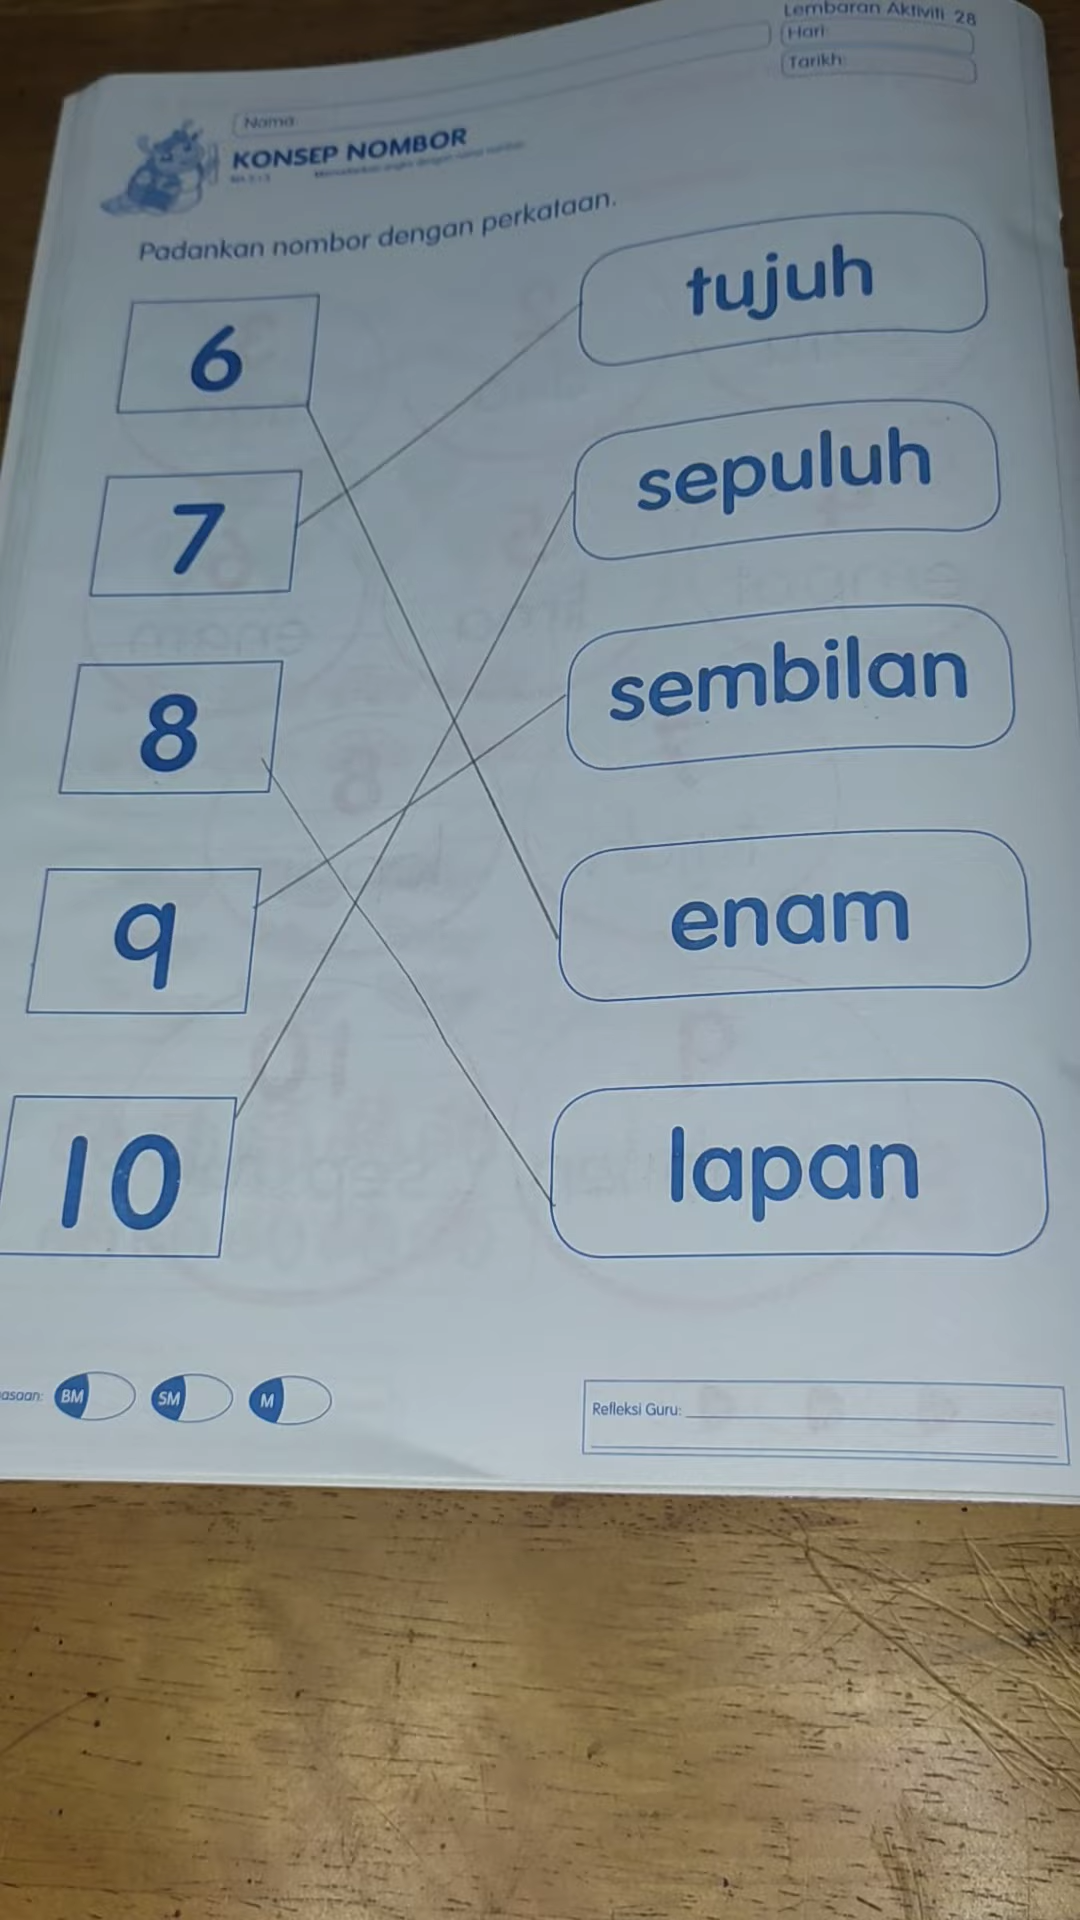 Lembaran Aktiviti 28
Hari:
Tarikh:
Nama:
KONSEP NOMBOR
Padankan nombor dengan perkataan.
6
tujuh
7
sepuluh
8
sembilan
9
enam
10
lapan
asaan: BM SM M
Refleksi Guru: